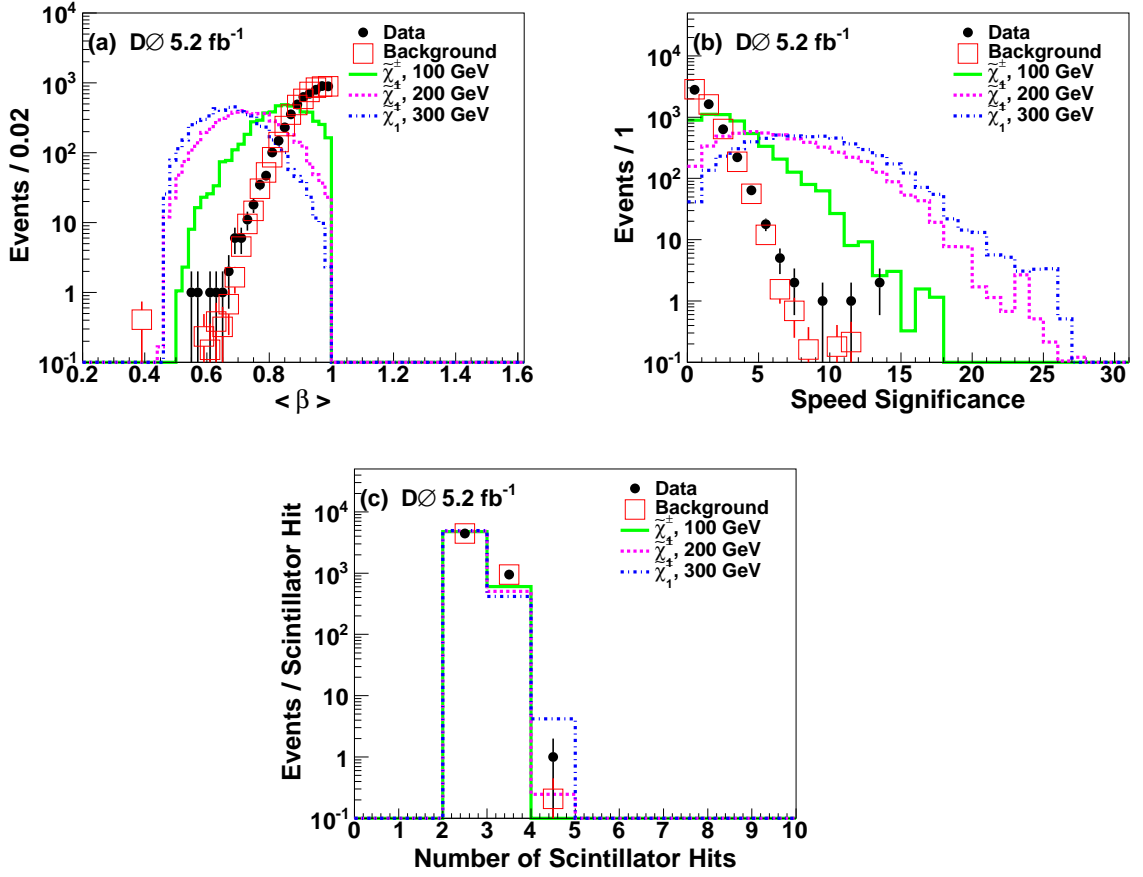 (a) DØ 5.2 fb⁻¹
Data
Background
χ̃₁±, 100 GeV
χ̃₁±, 200 GeV
χ̃₁±, 300 GeV
Events / 0.02
10⁴
10³
10²
10
1
10⁻¹
0.2 0.4 0.6 0.8 1 1.2 1.4 1.6
< β >
(b) DØ 5.2 fb⁻¹
Data
Background
χ̃₁±, 100 GeV
χ̃₁±, 200 GeV
χ̃₁±, 300 GeV
Events / 1
10⁴
10³
10²
10
1
10⁻¹
0 5 10 15 20 25 30
Speed Significance
(c) DØ 5.2 fb⁻¹
Data
Background
χ̃₁±, 100 GeV
χ̃₁±, 200 GeV
χ̃₁±, 300 GeV
Events / Scintillator Hit
10⁴
10³
10²
10
1
10⁻¹
0 1 2 3 4 5 6 7 8 9 10
Number of Scintillator Hits